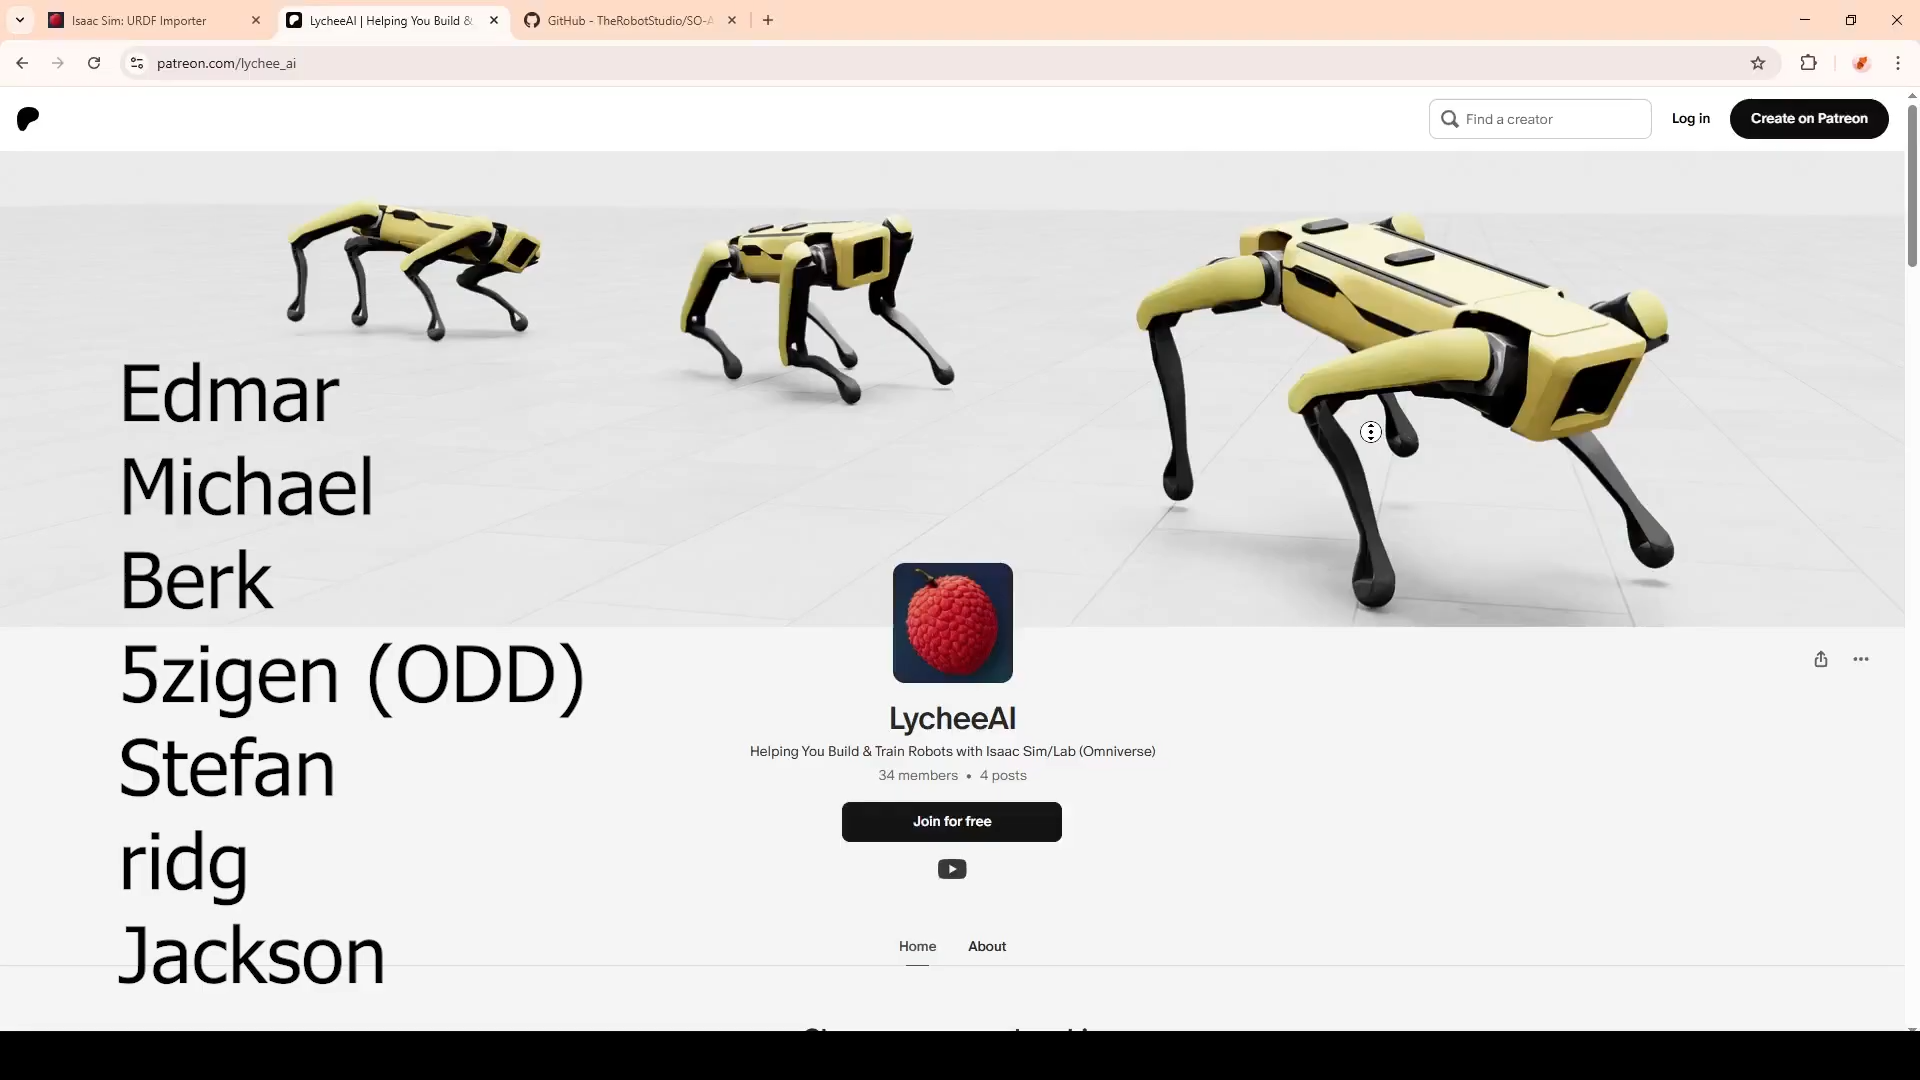 Isaac Sim: URDF Importer
LycheeAI | Helping You Build &
GitHub - TheRobotStudio/SO-A
patreon.com/lychee_ai
Find a creator
Log in
Create on Patreon
Edmar
Michael
Berk
5zigen (ODD)
Stefan
ridg
Jackson
LycheeAI
Helping You Build & Train Robots with Isaac Sim/Lab (Omniverse)
34 members • 4 posts
Join for free
Home
About